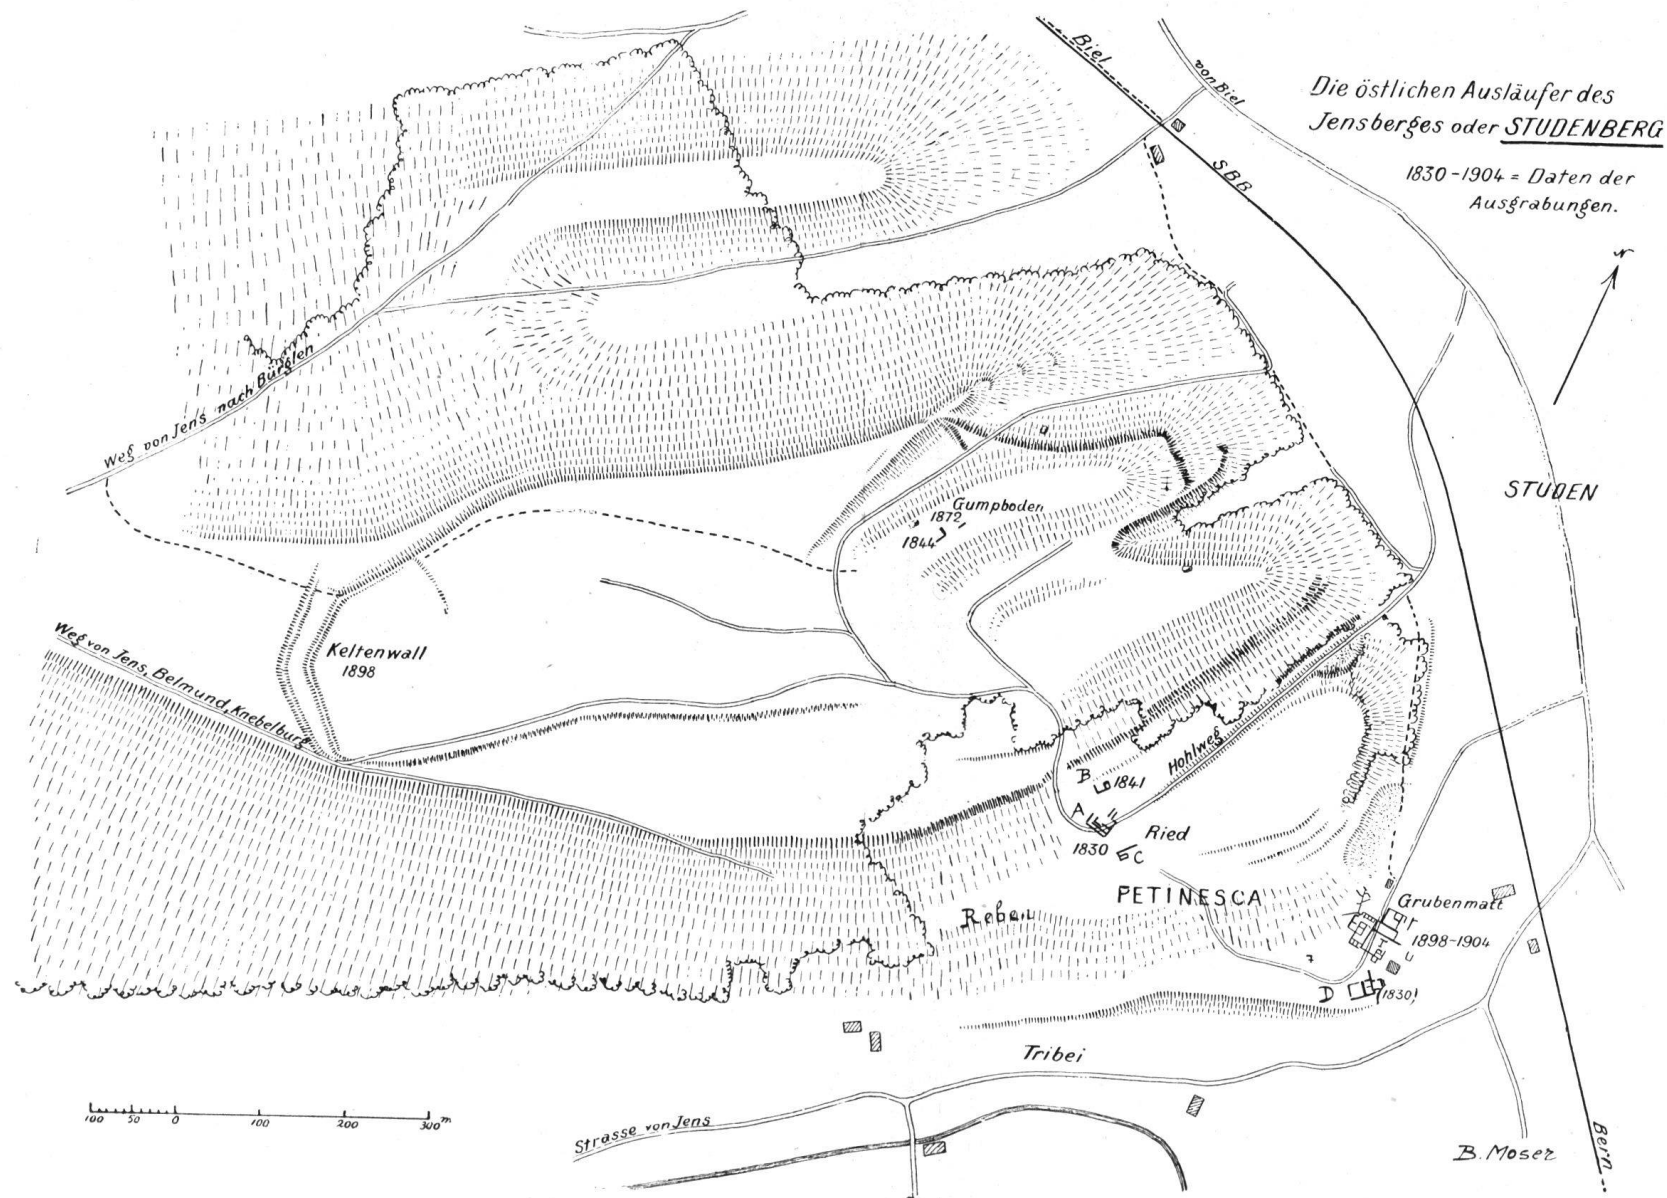 Die östlichen Ausläufer des
Jensberges oder STUDENBERG
1830-1904 = Daten der
Ausgrabungen.
Biel
von Biel
SBB
N
Weg von Jens nach Bürglen
STUDEN
Gumpboden
1872
1844
Keltenwall
1898
Weg von Jens, Belmund, Knebelburg
Hohlweg
B
1841
A
1830
Ried
C
PETINESCA
Reben
Grubenmatt
1898-1904
D
(1830)
Tribei
100 50 0 100 200 300 m
Strasse von Jens
B. Moser
Bern